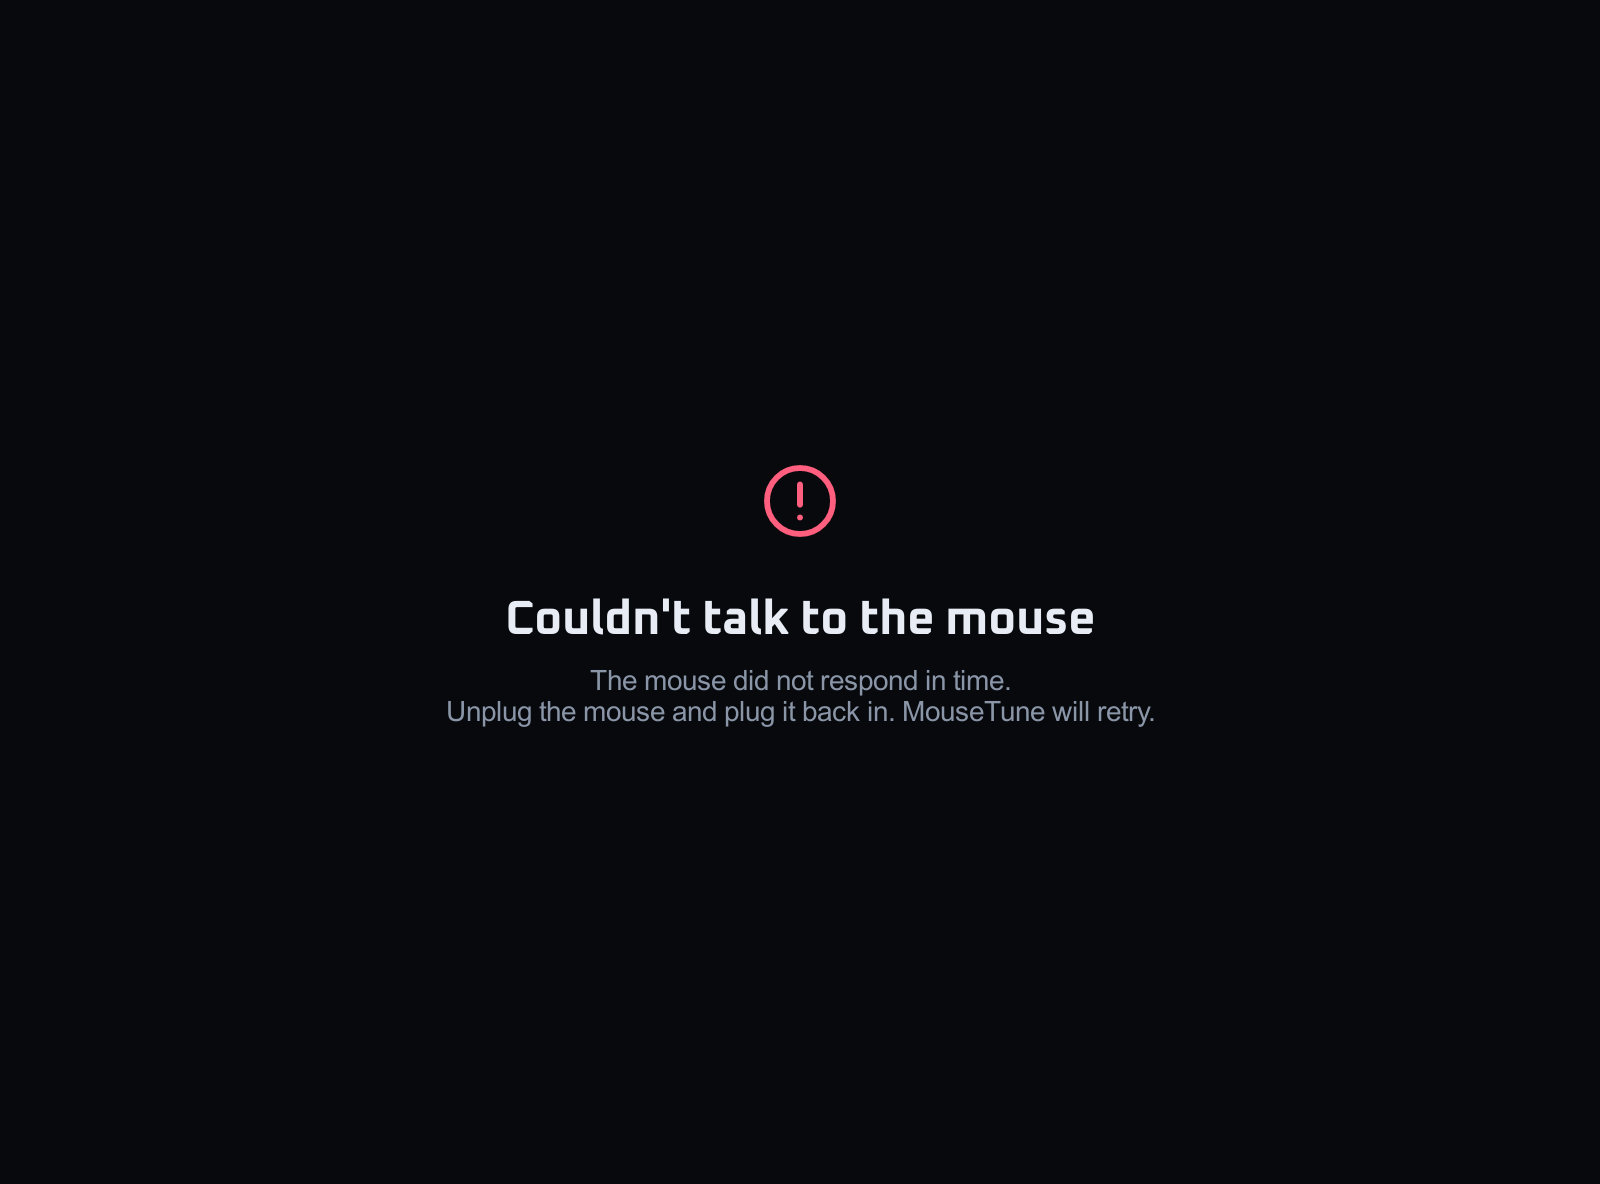 Couldn't talk to the mouse
The mouse did not respond in time.
Unplug the mouse and plug it back in. MouseTune will retry.